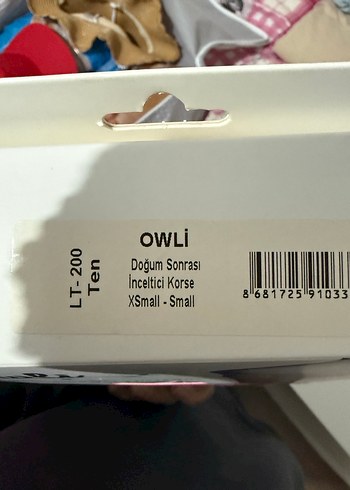 LT- 200
Ten
OWLİ
Doğum Sonrası
İnceltici Korse
XSmall - Small
8 681725 91033